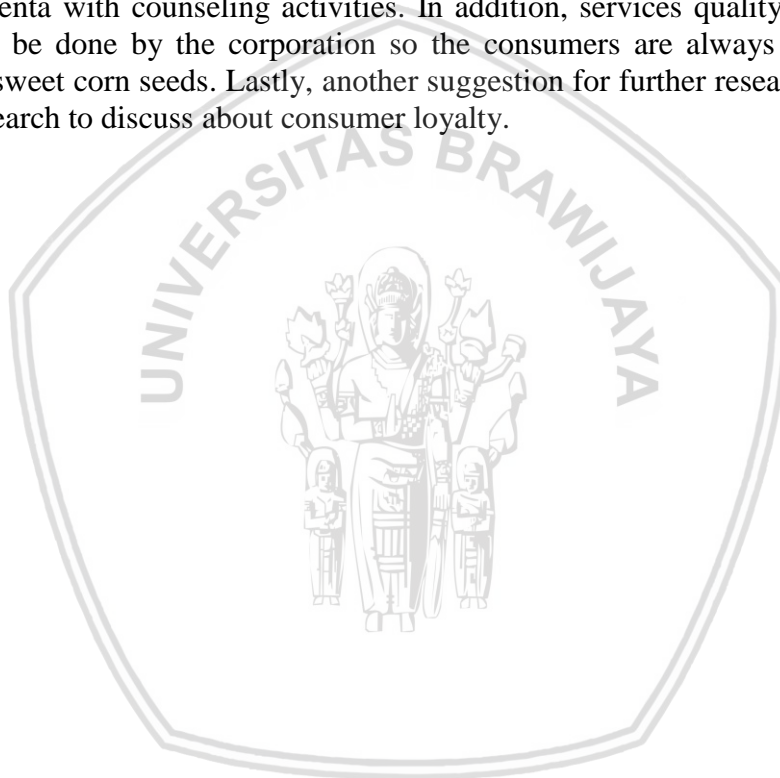 enta with counseling activities. In addition, services quality
be done by the corporation so the consumers are always
sweet corn seeds. Lastly, another suggestion for further resea
earch to discuss about consumer loyalty.
UNIVERSITAS BRAWIJAYA